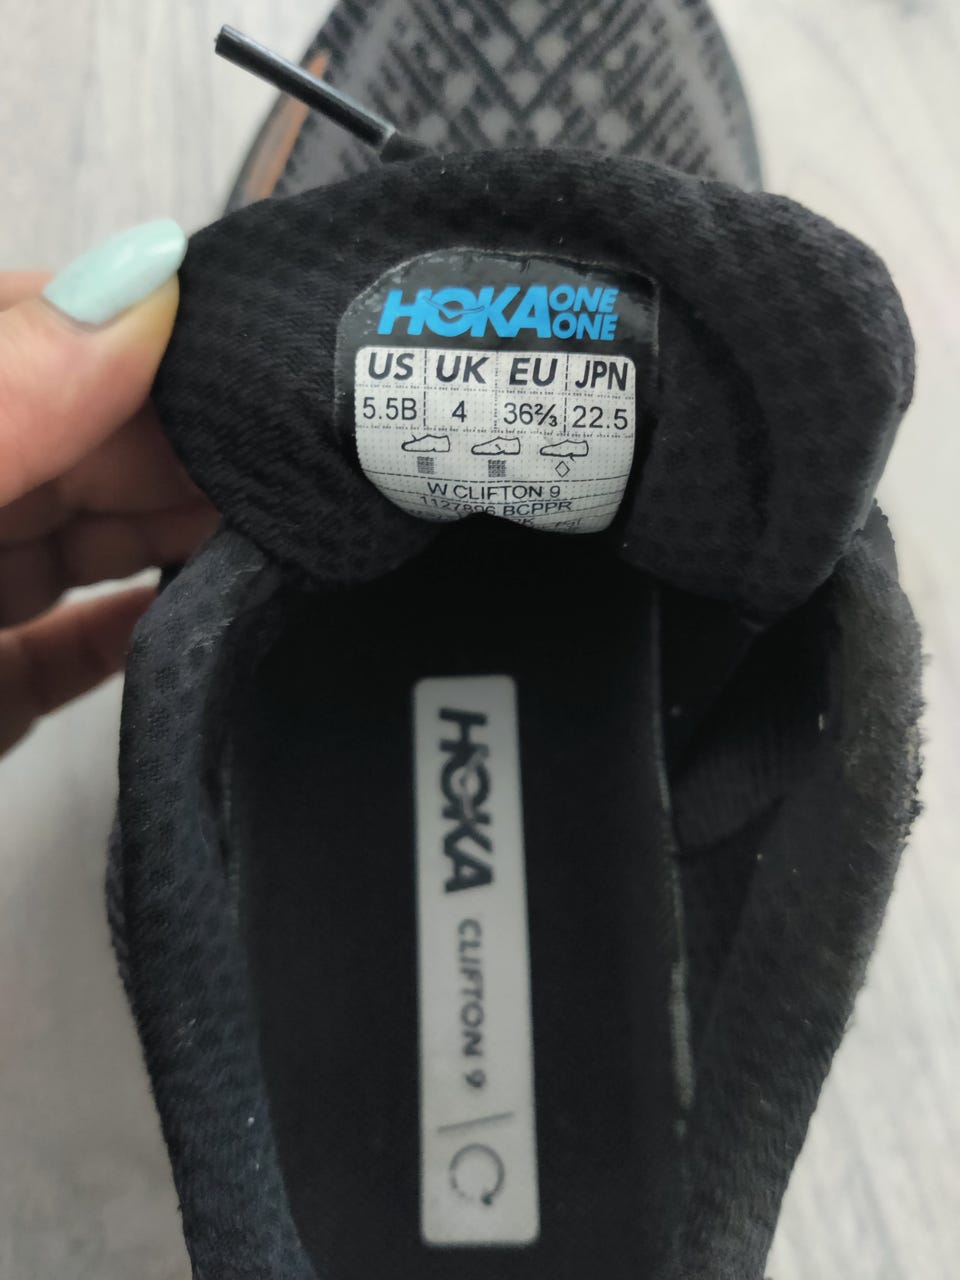 HOKA ONE ONE
US UK EU JPN
5.5B 4 36⅔ 22.5
W CLIFTON 9
1127896 BCPPR
HOKA CLIFTON 9